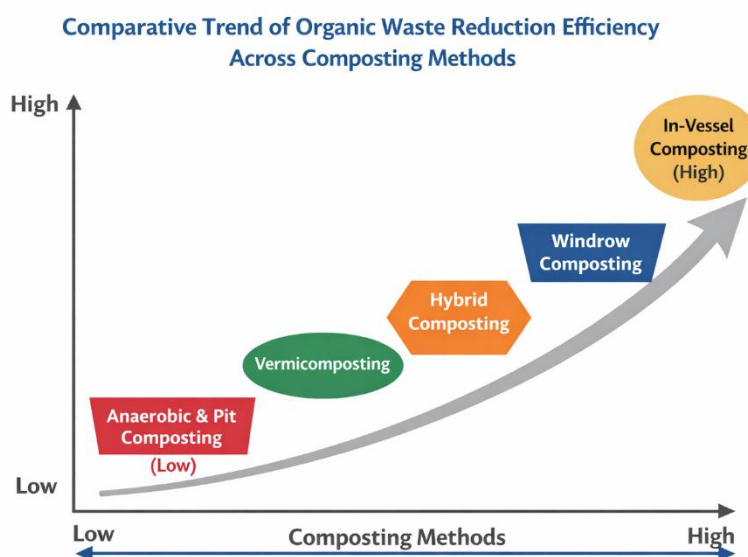 Comparative Trend of Organic Waste Reduction Efficiency
Across Composting Methods
High
In-Vessel
Composting
(High)
Windrow
Composting
Hybrid
Composting
Vermicomposting
Anaerobic & Pit
Composting
(Low)
Low
Low
Composting Methods
High